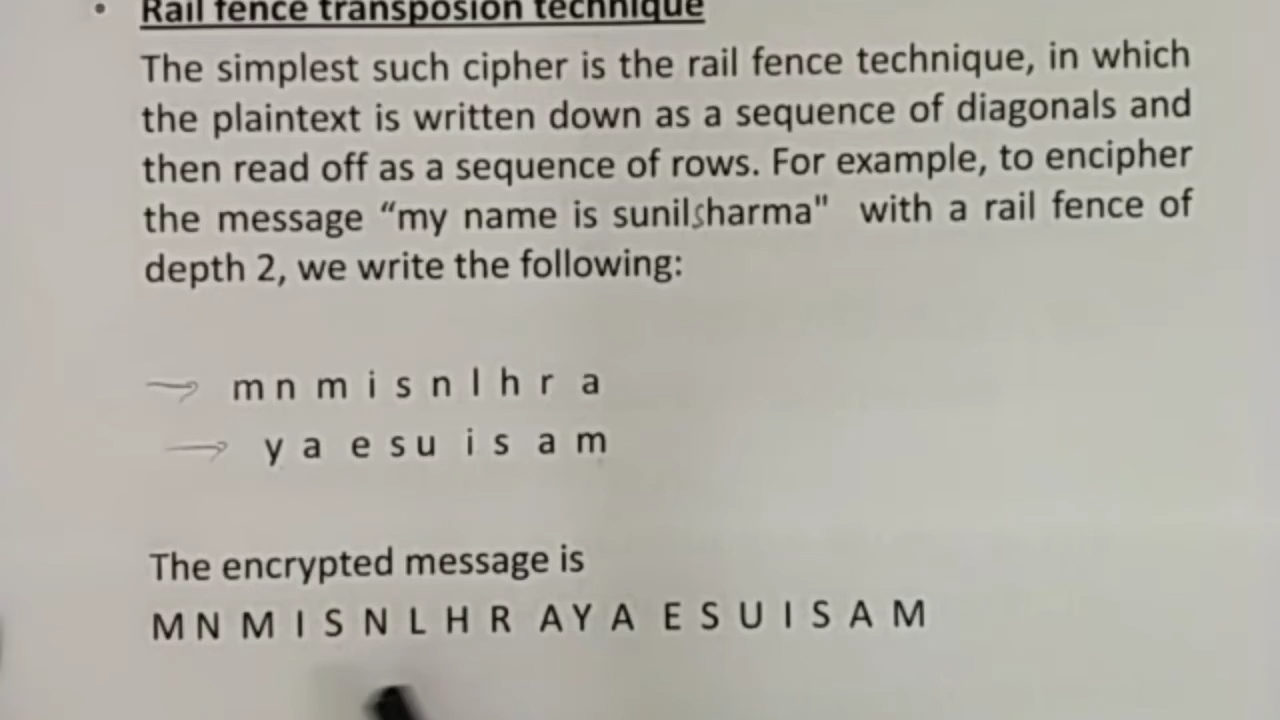 • Rail fence transposion technique
The simplest such cipher is the rail fence technique, in which
the plaintext is written down as a sequence of diagonals and
then read off as a sequence of rows. For example, to encipher
the message “my name is sunilsharma" with a rail fence of
depth 2, we write the following:
m n m i s n l h r a
y a e s u i s a m
The encrypted message is
M N M I S N L H R A Y A E S U I S A M